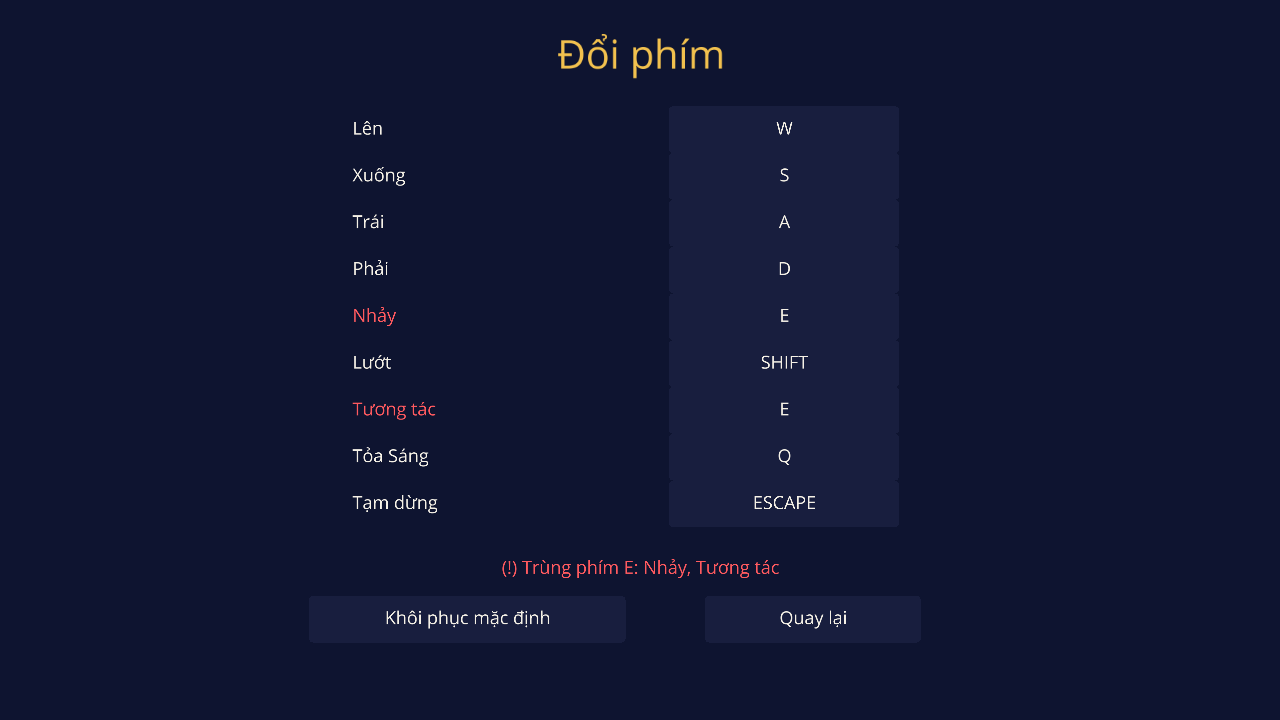 Đổi phím
Lên W
Xuống S
Trái A
Phải D
Nhảy E
Lướt SHIFT
Tương tác E
Tỏa Sáng Q
Tạm dừng ESCAPE
(!) Trùng phím E: Nhảy, Tương tác
Khôi phục mặc định Quay lại